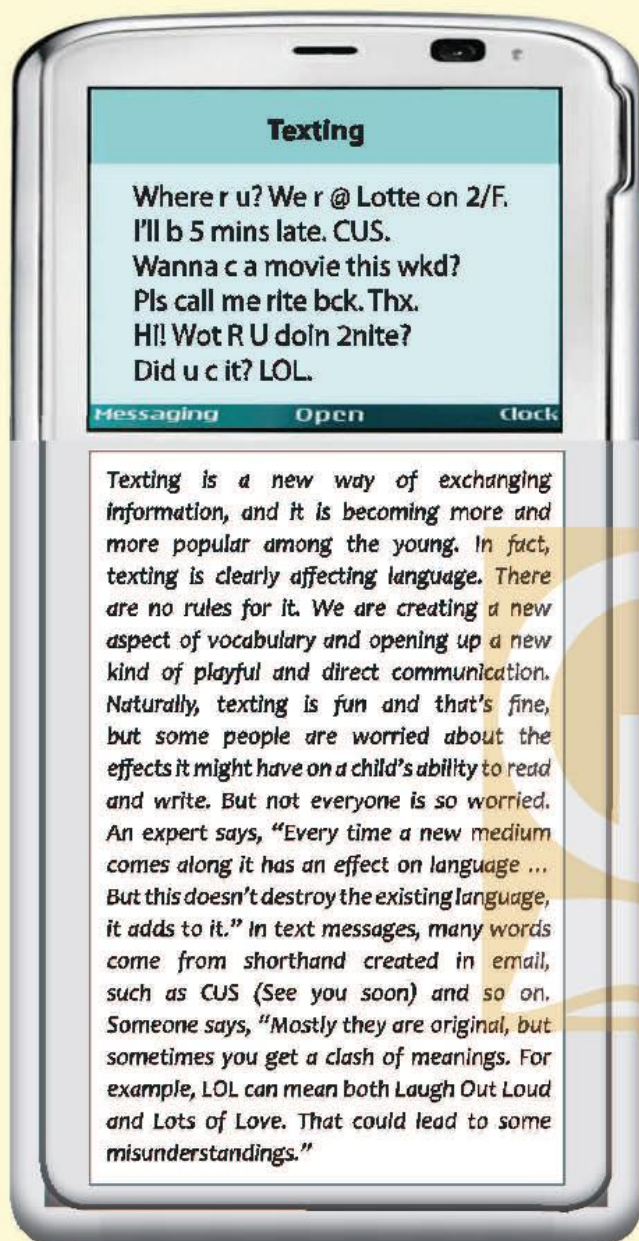 Texting
Where r u? We r @ Lotte on 2/F.
I'll b 5 mins late. CUS.
Wanna c a movie this wkd?
Pls call me rite bck. Thx.
Hi! Wot R U doin 2nite?
Did u c it? LOL.
Messaging Open Clock
Texting is a new way of exchanging
information, and it is becoming more and
more popular among the young. In fact,
texting is clearly affecting language. There
are no rules for it. We are creating a new
aspect of vocabulary and opening up a new
kind of playful and direct communication.
Naturally, texting is fun and that's fine,
but some people are worried about the
effects it might have on a child's ability to read
and write. But not everyone is so worried.
An expert says, "Every time a new medium
comes along it has an effect on language ...
But this doesn't destroy the existing language,
it adds to it." In text messages, many words
come from shorthand created in email,
such as CUS (See you soon) and so on.
Someone says, "Mostly they are original, but
sometimes you get a clash of meanings. For
example, LOL can mean both Laugh Out Loud
and Lots of Love. That could lead to some
misunderstandings."